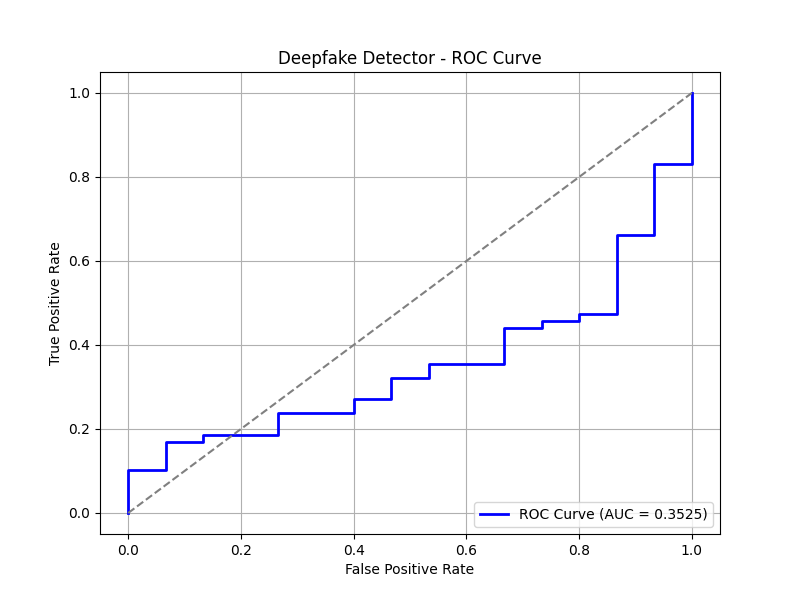 Deepfake Detector - ROC Curve
1.0
0.8
0.6
0.4
0.2
0.0
True Positive Rate
ROC Curve (AUC = 0.3525)
0.0 0.2 0.4 0.6 0.8 1.0
False Positive Rate